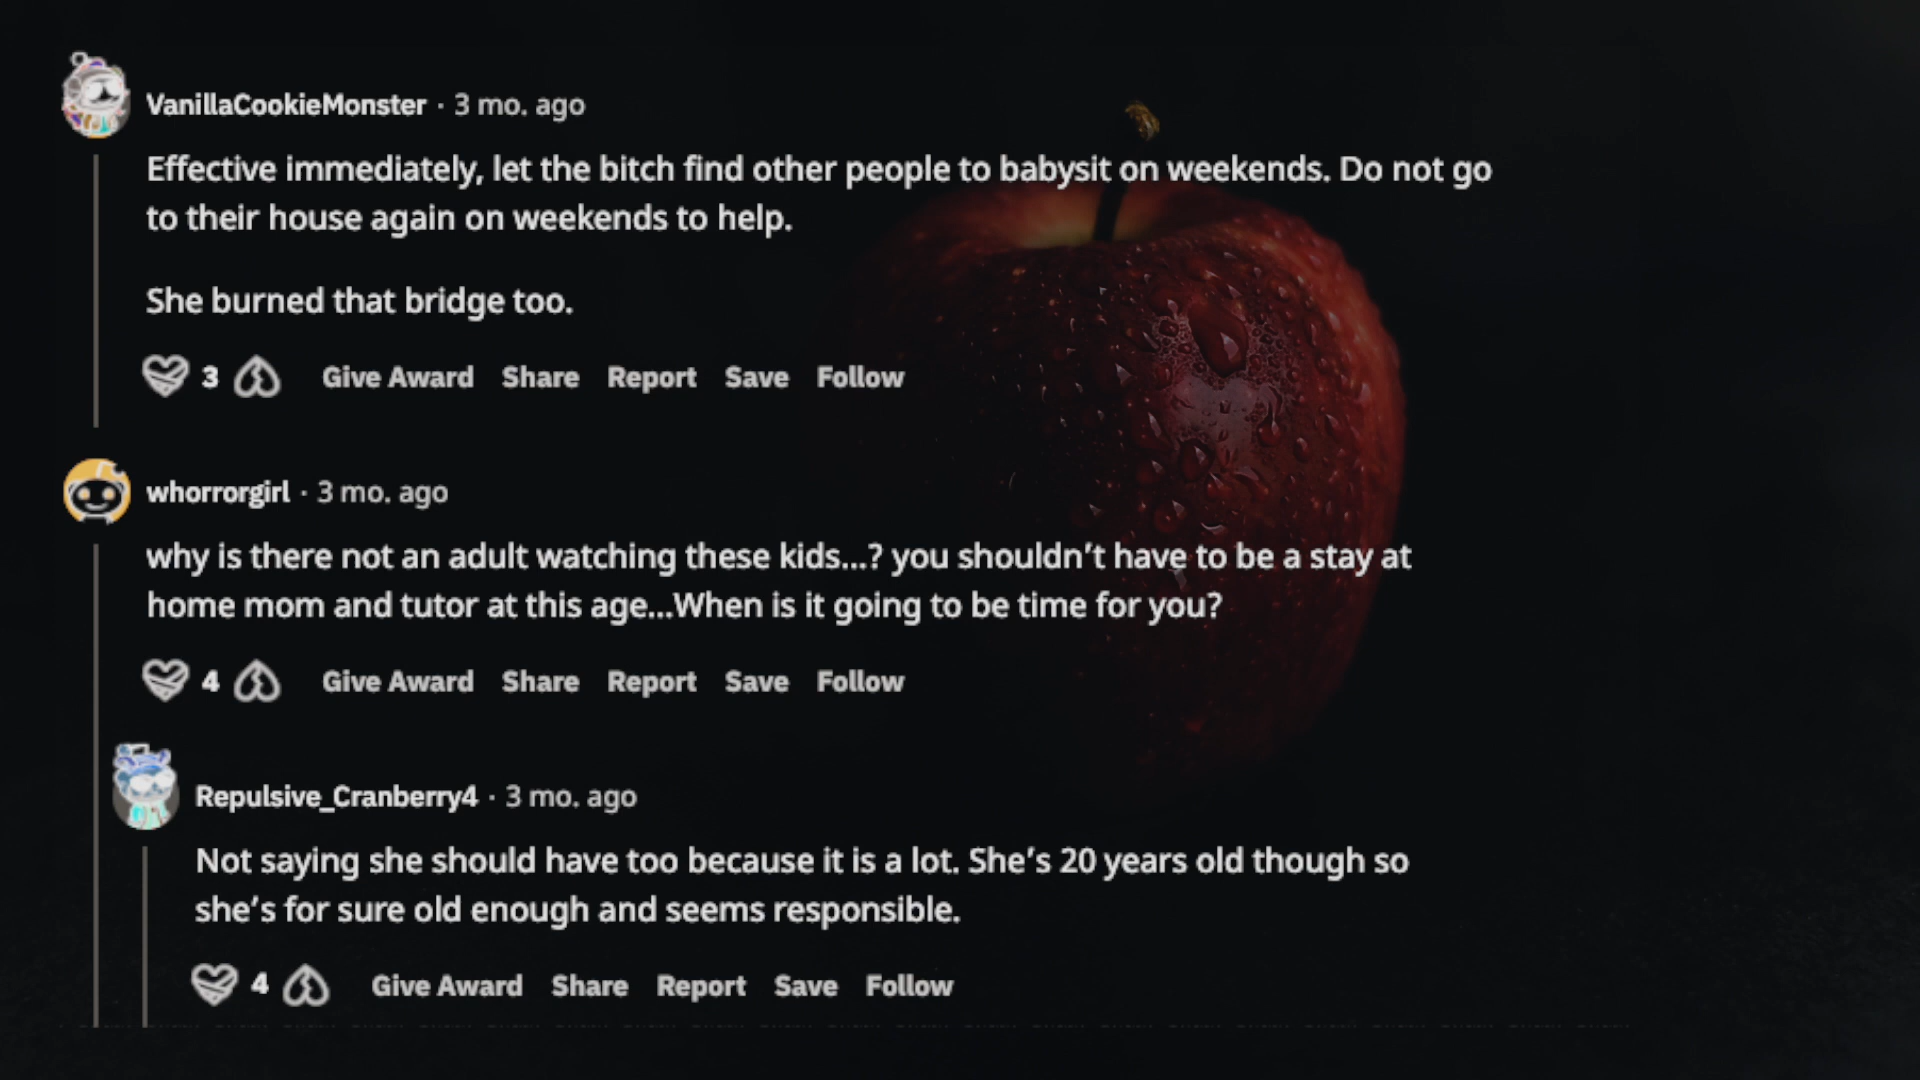 VanillaCookieMonster · 3 mo. ago
Effective immediately, let the bitch find other people to babysit on weekends. Do not go
to their house again on weekends to help.
She burned that bridge too.
3 Give Award Share Report Save Follow
whorrorgirl · 3 mo. ago
why is there not an adult watching these kids...? you shouldn't have to be a stay at
home mom and tutor at this age...When is it going to be time for you?
4 Give Award Share Report Save Follow
Repulsive_Cranberry4 · 3 mo. ago
Not saying she should have too because it is a lot. She's 20 years old though so
she's for sure old enough and seems responsible.
4 Give Award Share Report Save Follow